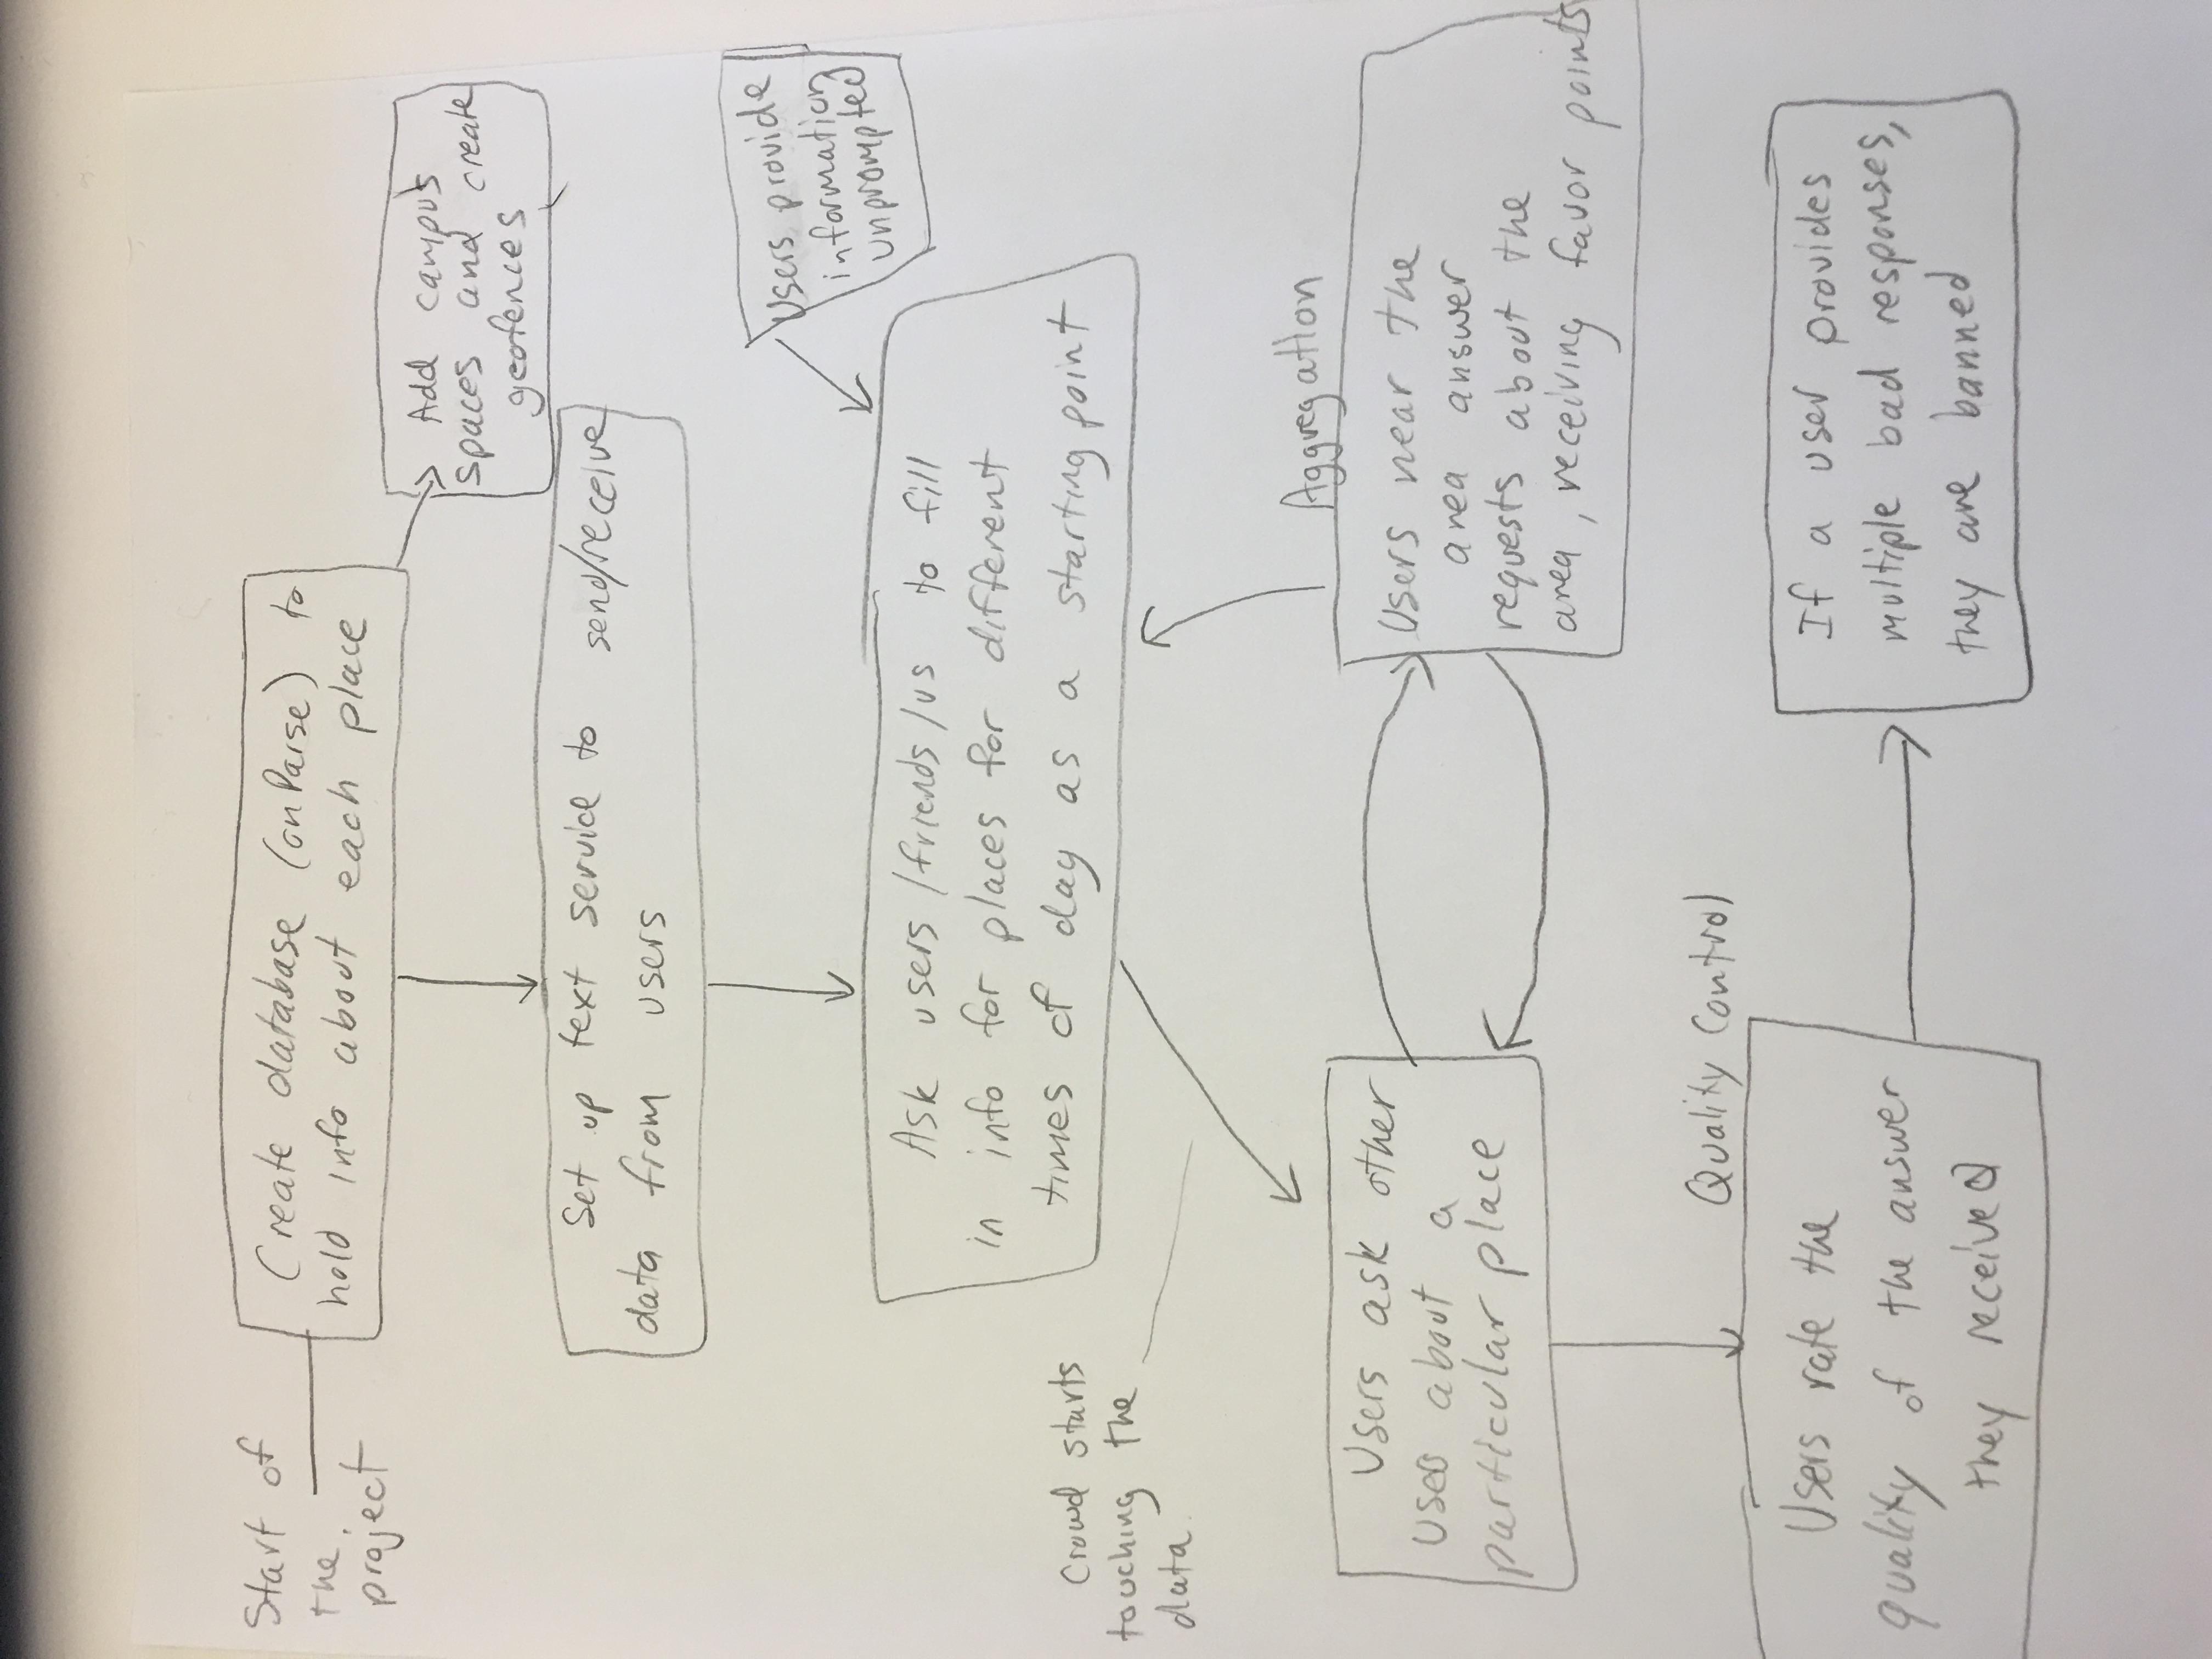 Start of
the
project
Create database (on Parse) to
hold info about each place
Add campus
spaces and create
geofences
Set up text service to send/receive
data from users
Users provide
information
unprompted
Ask users/friends/us to fill
in info for places for different
times of day as a starting point
Crowd starts
touching the
data.
Users ask other
users about a
particular place
Aggregation
Users near the
area answer
requests about the
area, receiving favor points
Quality Control
Users rate the
quality of the answer
they received
If a user provides
multiple bad responses,
they are banned